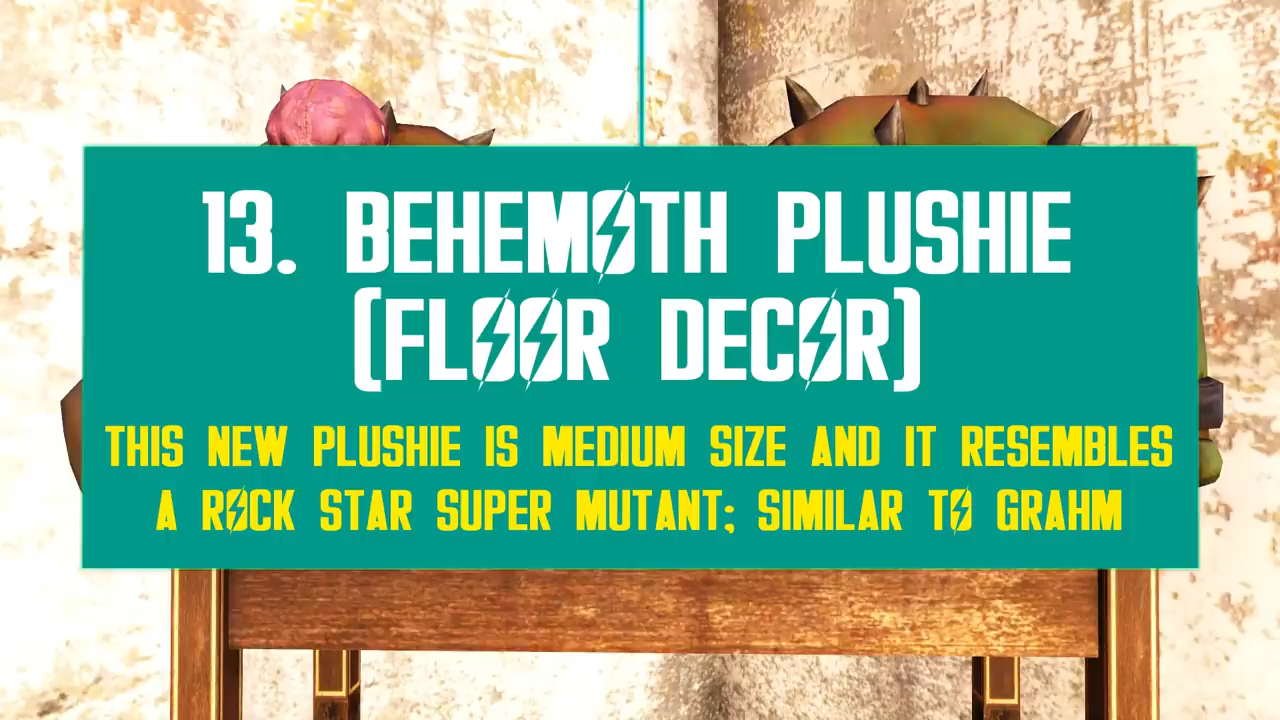 13. BEHEMOTH PLUSHIE
(FLOOR DECOR)
THIS NEW PLUSHIE IS MEDIUM SIZE AND IT RESEMBLES
A ROCK STAR SUPER MUTANT; SIMILAR TO GRAHM